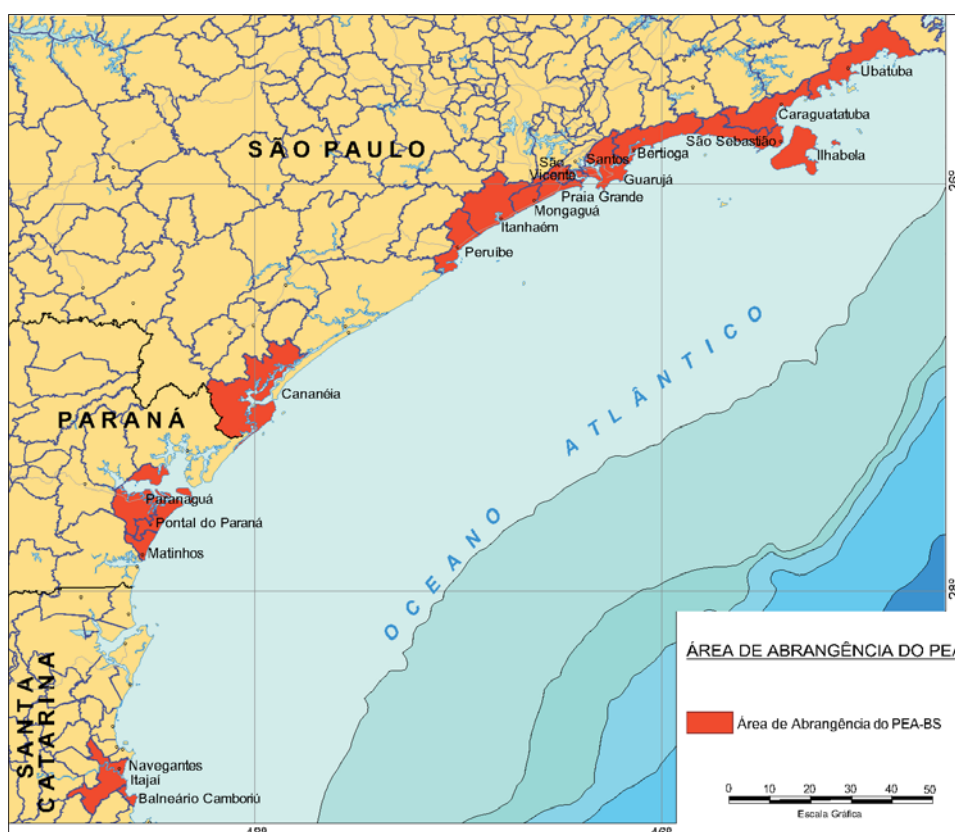 Ubatuba
Caraguatatuba
SÃO PAULO
São Sebastião
Bertioga
Santos
São
Vicente
Ilhabela
Guarujá
26°
Praia Grande
Mongaguá
Itanhaém
Peruíbe
OCEANO ATLÂNTICO
Cananéia
PARANÁ
Paranaguá
Pontal do Paraná
Matinhos
28°
ÁREA DE ABRANGÊNCIA DO PEA
SANTA
CATARINA
Área de Abrangência do PEA-BS
Navegantes
Itajaí
Balneário Camboriú
0 10 20 30 40 50
Escala Gráfica